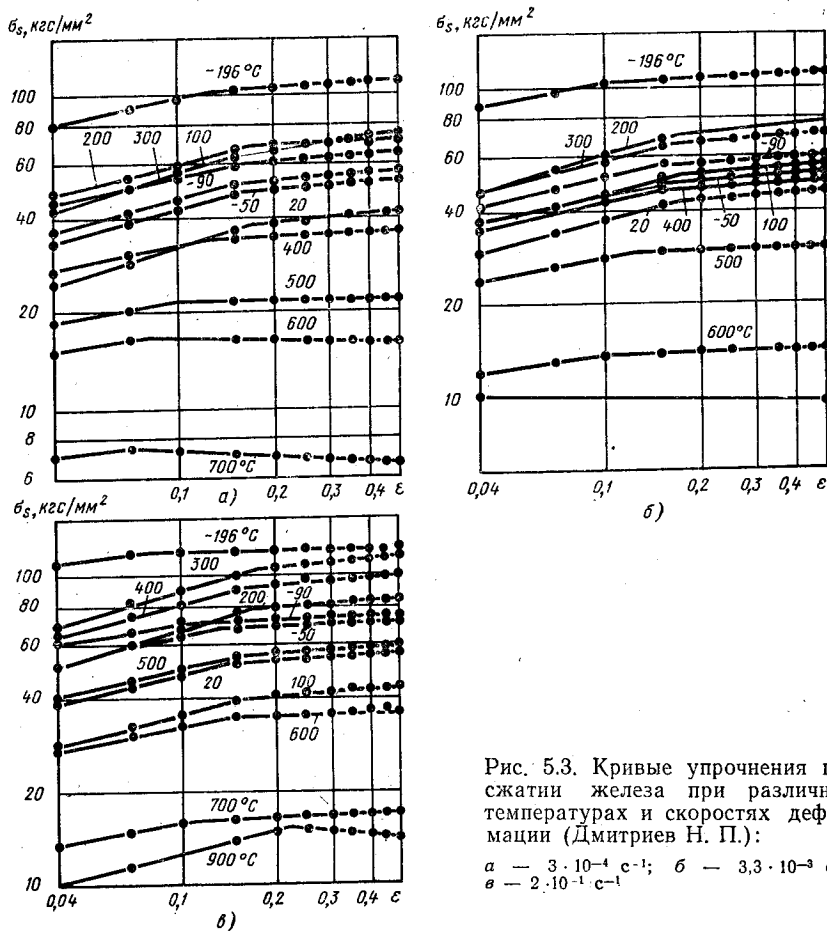 σs, кгс/мм²
-196°С
100
80
200
300
100
60
-90
-50
20
40
400
500
20
600
10
8
700°С
6
0,1
а)
0,2
0,3
0,4
ε
σs, кгс/мм²
-196°С
100
80
300
200
60
-90
40
20
400
-50
100
500
20
600°С
10
0,04
0,1
0,2
0,3
0,4
ε
б)
σs, кгс/мм²
-196°С
300
100
400
80
200
-90
60
-50
500
20
100
40
600
20
700°С
900°С
10
0,04
0,1
0,2
0,3
0,4
ε
в)
Рис. 5.3. Кривые упрочнения
сжатии железа при различн
температурах и скоростях деф
мации (Дмитриев Н. П.):
а — 3·10⁻⁴ с⁻¹; б — 3,3·10⁻³
в — 2·10⁻¹ с⁻¹